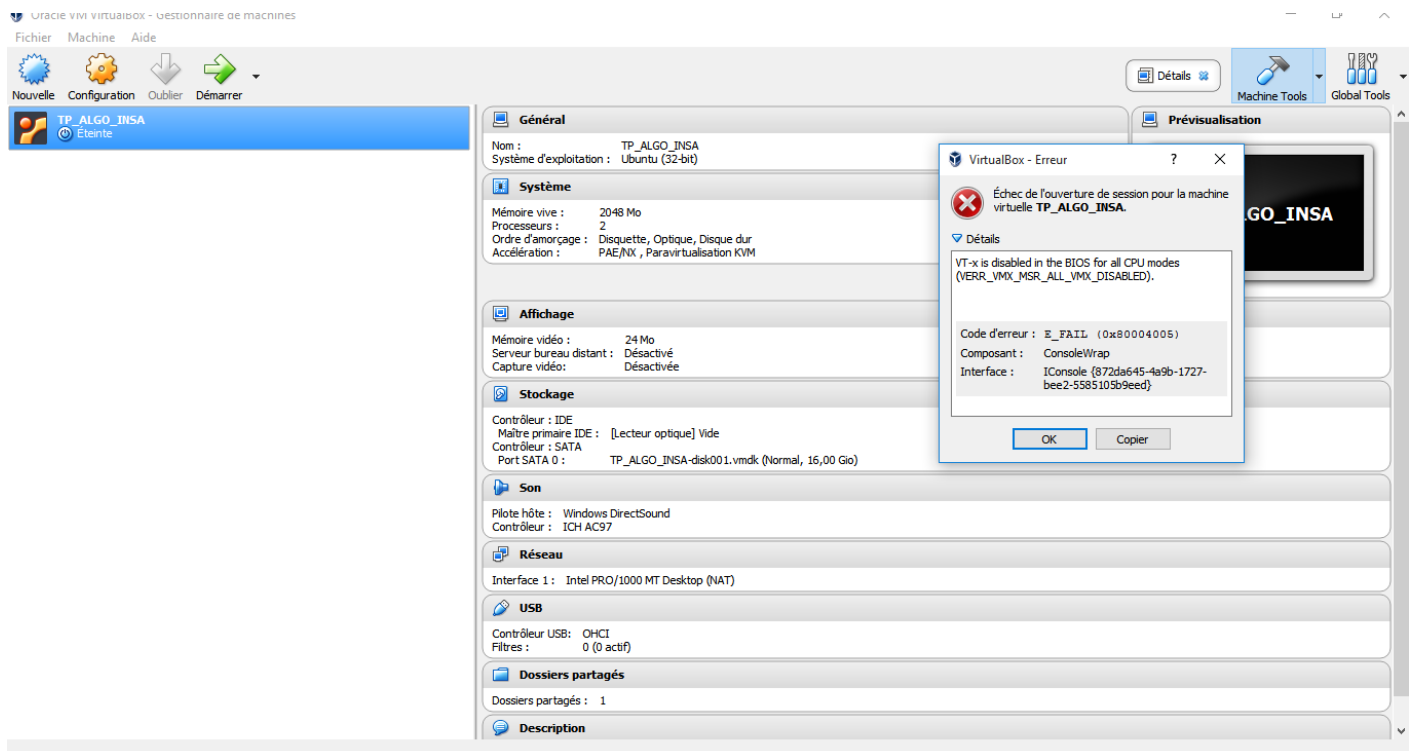 Oracle VM VirtualBox - Gestionnaire de machines
Fichier Machine Aide
Nouvelle Configuration Oublier Démarrer
Détails
Machine Tools Global Tools
TP_ALGO_INSA
Éteinte
Général
Nom : TP_ALGO_INSA
Système d'exploitation : Ubuntu (32-bit)
Système
Mémoire vive : 2048 Mo
Processeurs : 2
Ordre d'amorçage : Disquette, Optique, Disque dur
Accélération : PAE/NX , Paravirtualisation KVM
Affichage
Mémoire vidéo : 24 Mo
Serveur bureau distant : Désactivé
Capture vidéo: Désactivée
Stockage
Contrôleur : IDE
Maître primaire IDE : [Lecteur optique] Vide
Contrôleur : SATA
Port SATA 0 : TP_ALGO_INSA-disk001.vmdk (Normal, 16,00 Gio)
Son
Pilote hôte : Windows DirectSound
Contrôleur : ICH AC97
Réseau
Interface 1 : Intel PRO/1000 MT Desktop (NAT)
USB
Contrôleur USB: OHCI
Filtres : 0 (0 actif)
Dossiers partagés
Dossiers partagés : 1
Description
Prévisualisation
GO_INSA
VirtualBox - Erreur
Échec de l'ouverture de session pour la machine
virtuelle TP_ALGO_INSA.
Détails
VT-x is disabled in the BIOS for all CPU modes
(VERR_VMX_MSR_ALL_VMX_DISABLED).
Code d'erreur : E_FAIL (0x80004005)
Composant : ConsoleWrap
Interface : IConsole {872da645-4a9b-1727-
bee2-5585105b9eed}
OK Copier